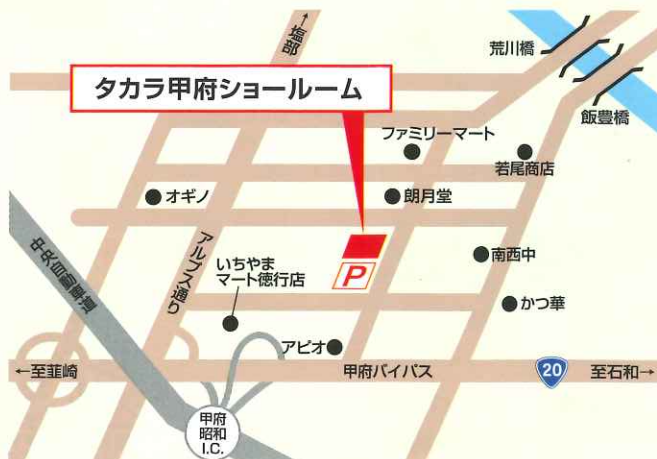 ↑塩部
荒川橋
タカラ甲府ショールーム
飯豊橋
ファミリーマート
若尾商店
オギノ
朗月堂
アルプス通り
中央自動車道
いちやま
マート徳行店
P
南西中
かつ華
アピオ
←至韮崎
甲府バイパス
20
至石和→
甲府
昭和
I.C.